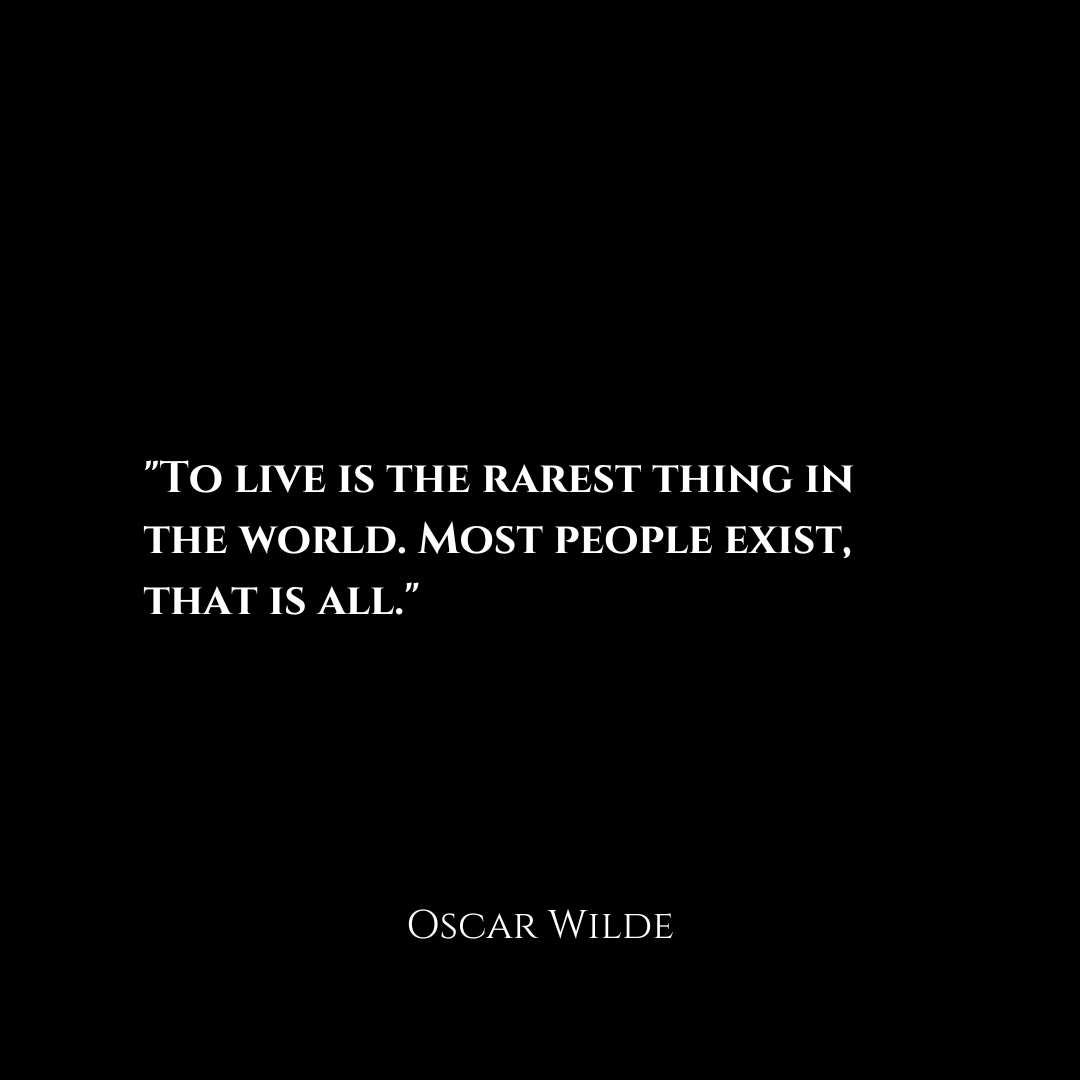 "To live is the rarest thing in
the world. Most people exist,
that is all."
Oscar Wilde